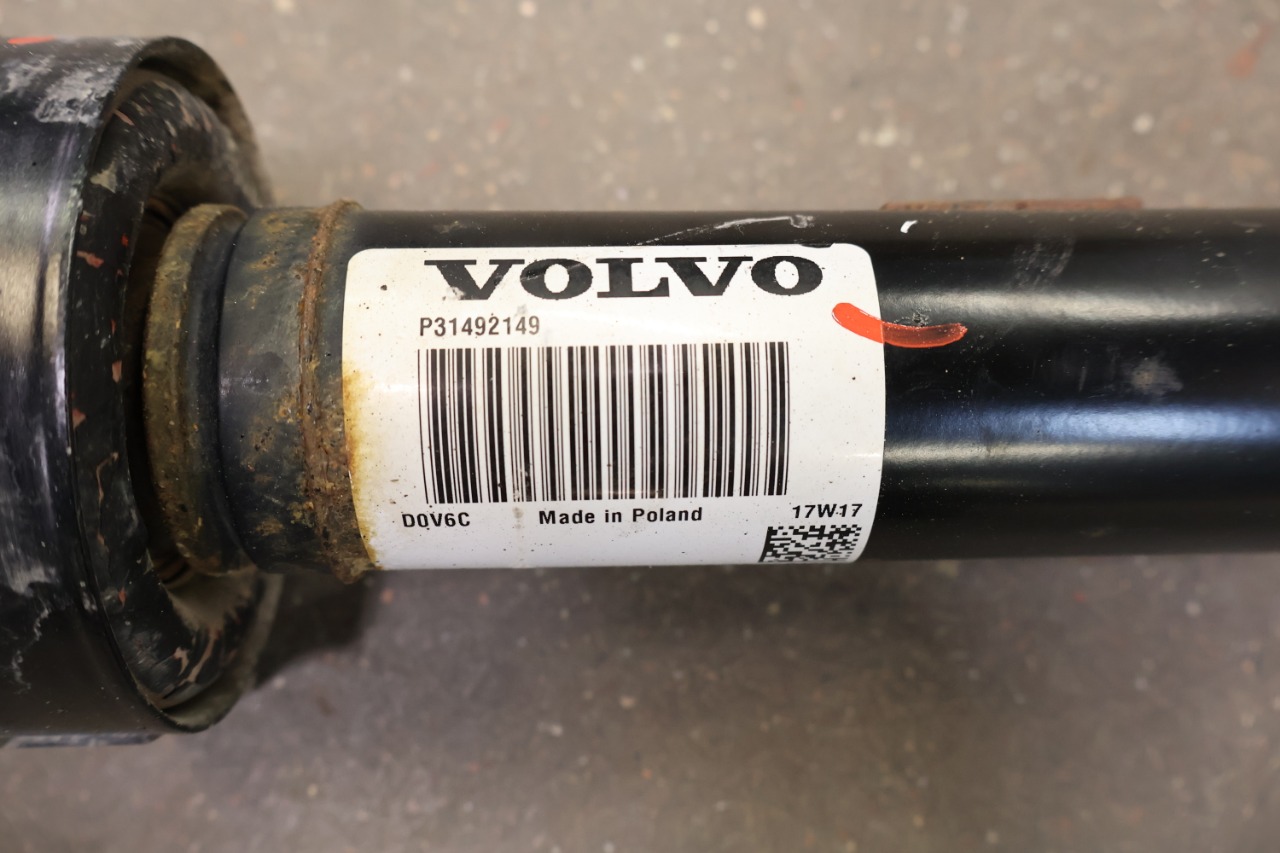 VOLVO
P31492149
D0V6C Made in Poland 17W17